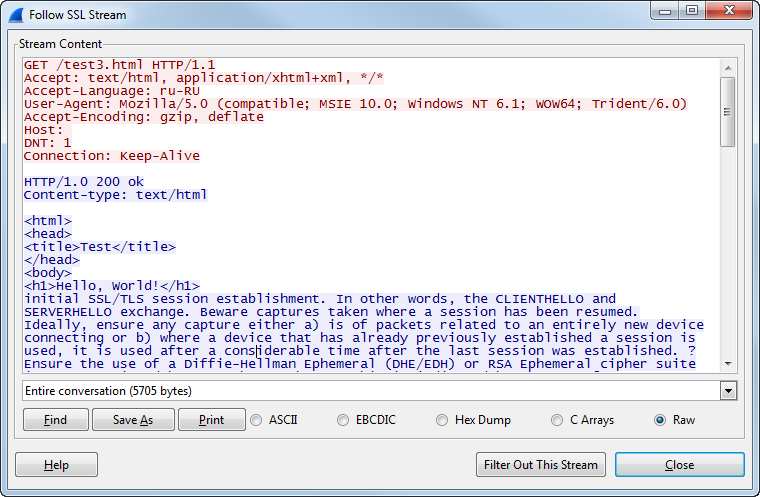 Follow SSL Stream
Stream Content
GET /test3.html HTTP/1.1
Accept: text/html, application/xhtml+xml, */*
Accept-Language: ru-RU
User-Agent: Mozilla/5.0 (compatible; MSIE 10.0; Windows NT 6.1; WOW64; Trident/6.0)
Accept-Encoding: gzip, deflate
Host:
DNT: 1
Connection: Keep-Alive
HTTP/1.0 200 ok
Content-type: text/html
<html>
<head>
<title>Test</title>
</head>
<body>
<h1>Hello, World!</h1>
initial SSL/TLS session establishment. In other words, the CLIENTHELLO and
SERVERHELLO exchange. Beware captures taken where a session has been resumed.
Ideally, ensure any capture either a) is of packets related to an entirely new device
connecting or b) where a device that has already previously established a session is
used, it is used after a considerable time after the last session was established. ?
Ensure the use of a Diffie-Hellman Ephemeral (DHE/EDH) or RSA Ephemeral cipher suite
Entire conversation (5705 bytes)
Find Save As Print ASCII EBCDIC Hex Dump C Arrays Raw
Help Filter Out This Stream Close